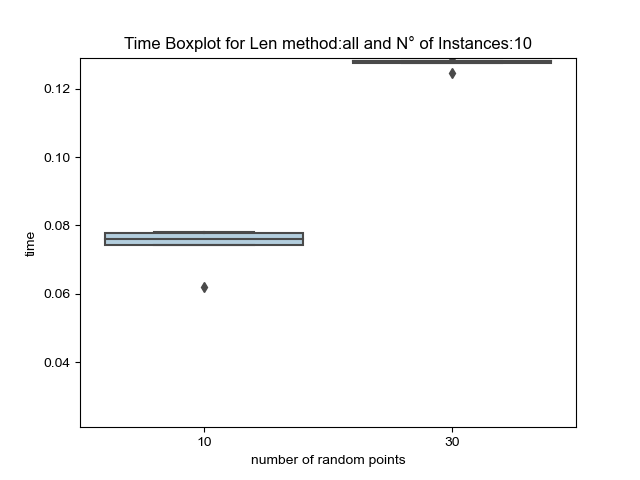 Time Boxplot for Len method:all and N° of Instances:10
0.12
0.10
0.08
0.06
0.04
time
10
30
number of random points